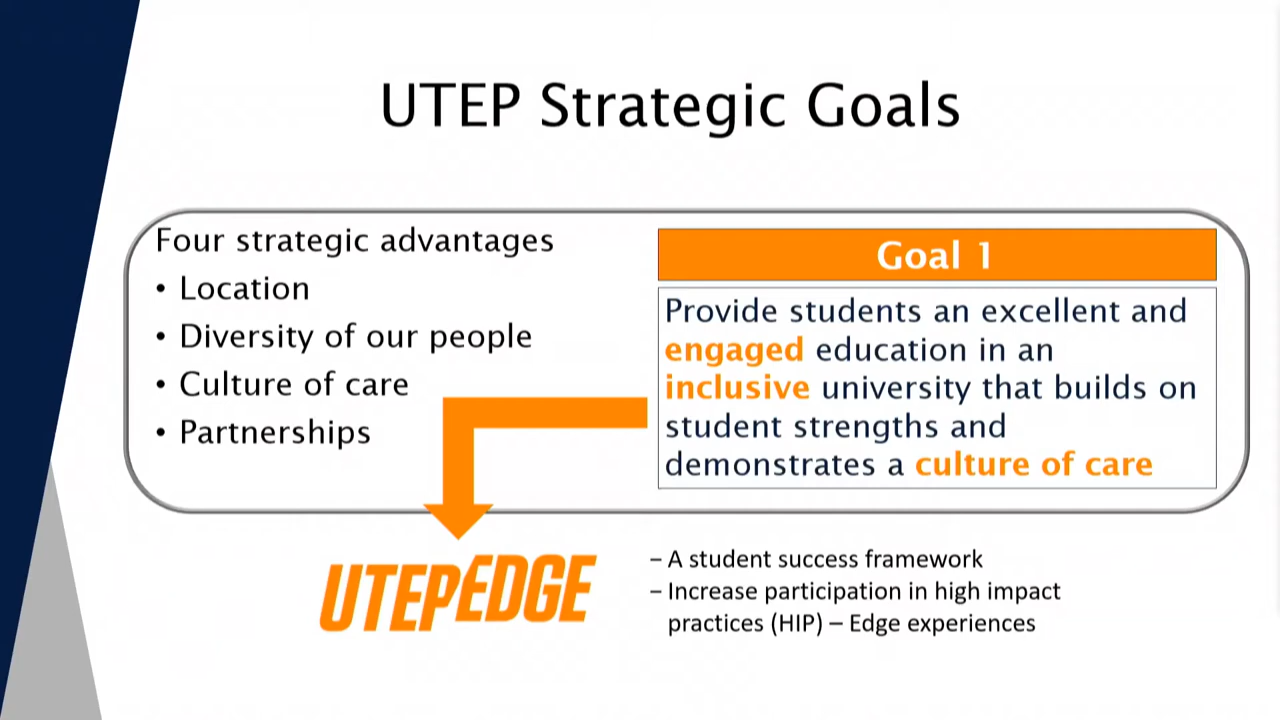 UTEP Strategic Goals
Four strategic advantages
• Location
• Diversity of our people
• Culture of care
• Partnerships
Goal 1
Provide students an excellent and
engaged education in an
inclusive university that builds on
student strengths and
demonstrates a culture of care
UTEPEDGE
– A student success framework
– Increase participation in high impact
practices (HIP) – Edge experiences